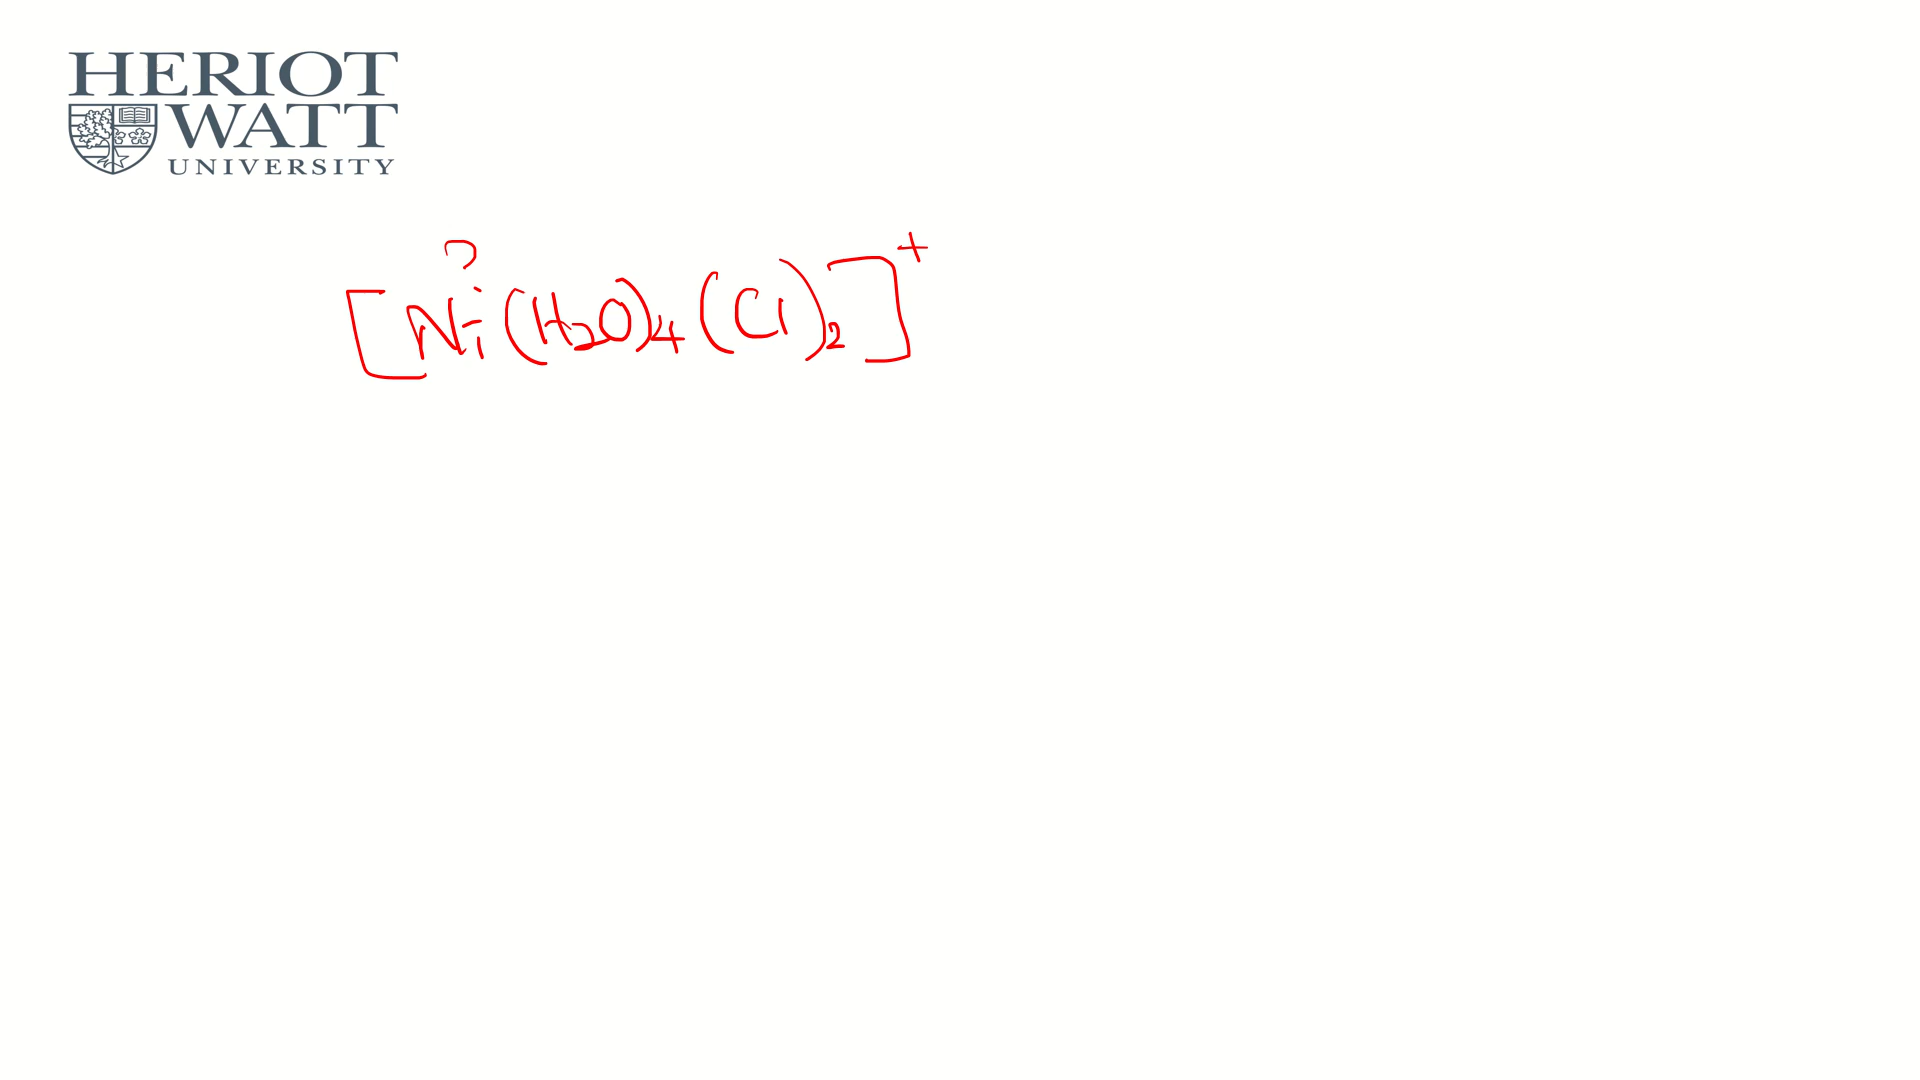 HERIOT
WATT
UNIVERSITY
?
[Ni(H₂O)₄(Cl)₂]⁺